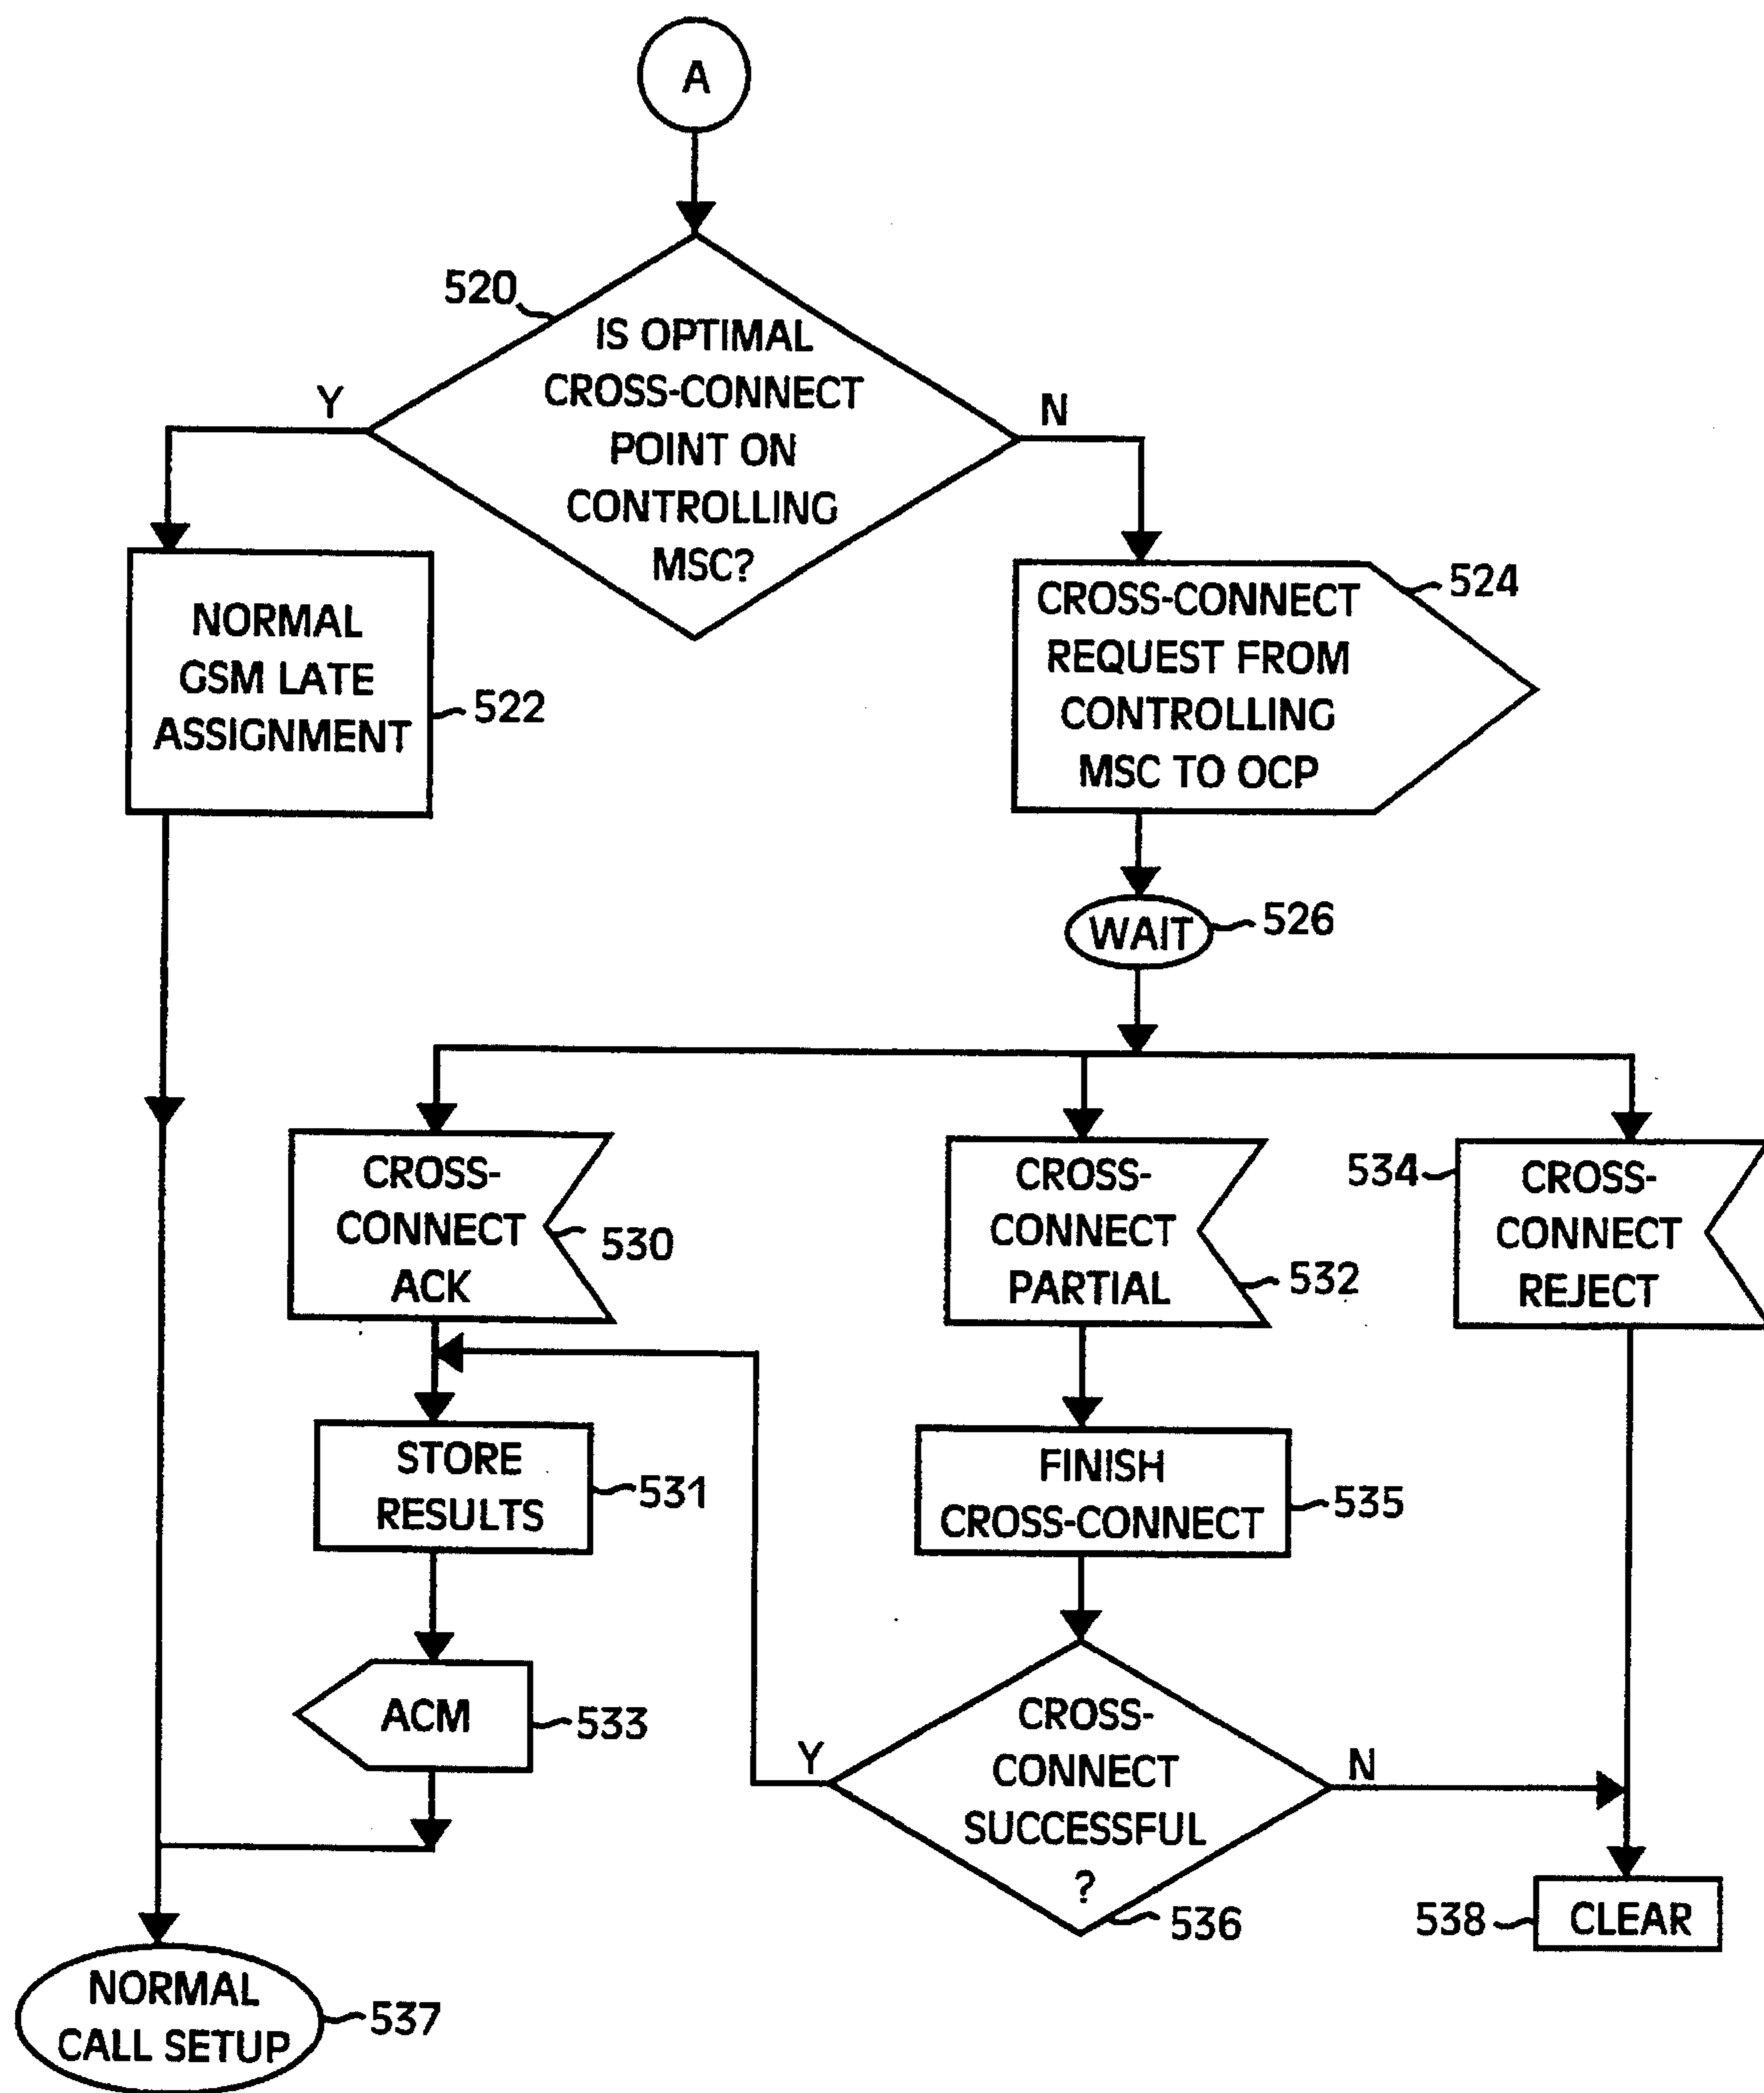 A
520
IS OPTIMAL
CROSS-CONNECT
POINT ON
CONTROLLING
MSC?
Y
N
NORMAL
GSM LATE
ASSIGNMENT
522
CROSS-CONNECT
REQUEST FROM
CONTROLLING
MSC TO OCP
524
WAIT
526
CROSS-
CONNECT
ACK
530
CROSS-
CONNECT
PARTIAL
532
534
CROSS-
CONNECT
REJECT
STORE
RESULTS
531
FINISH
CROSS-CONNECT
535
ACM
533
CROSS-
CONNECT
SUCCESSFUL
?
Y
N
536
538
CLEAR
NORMAL
CALL SETUP
537